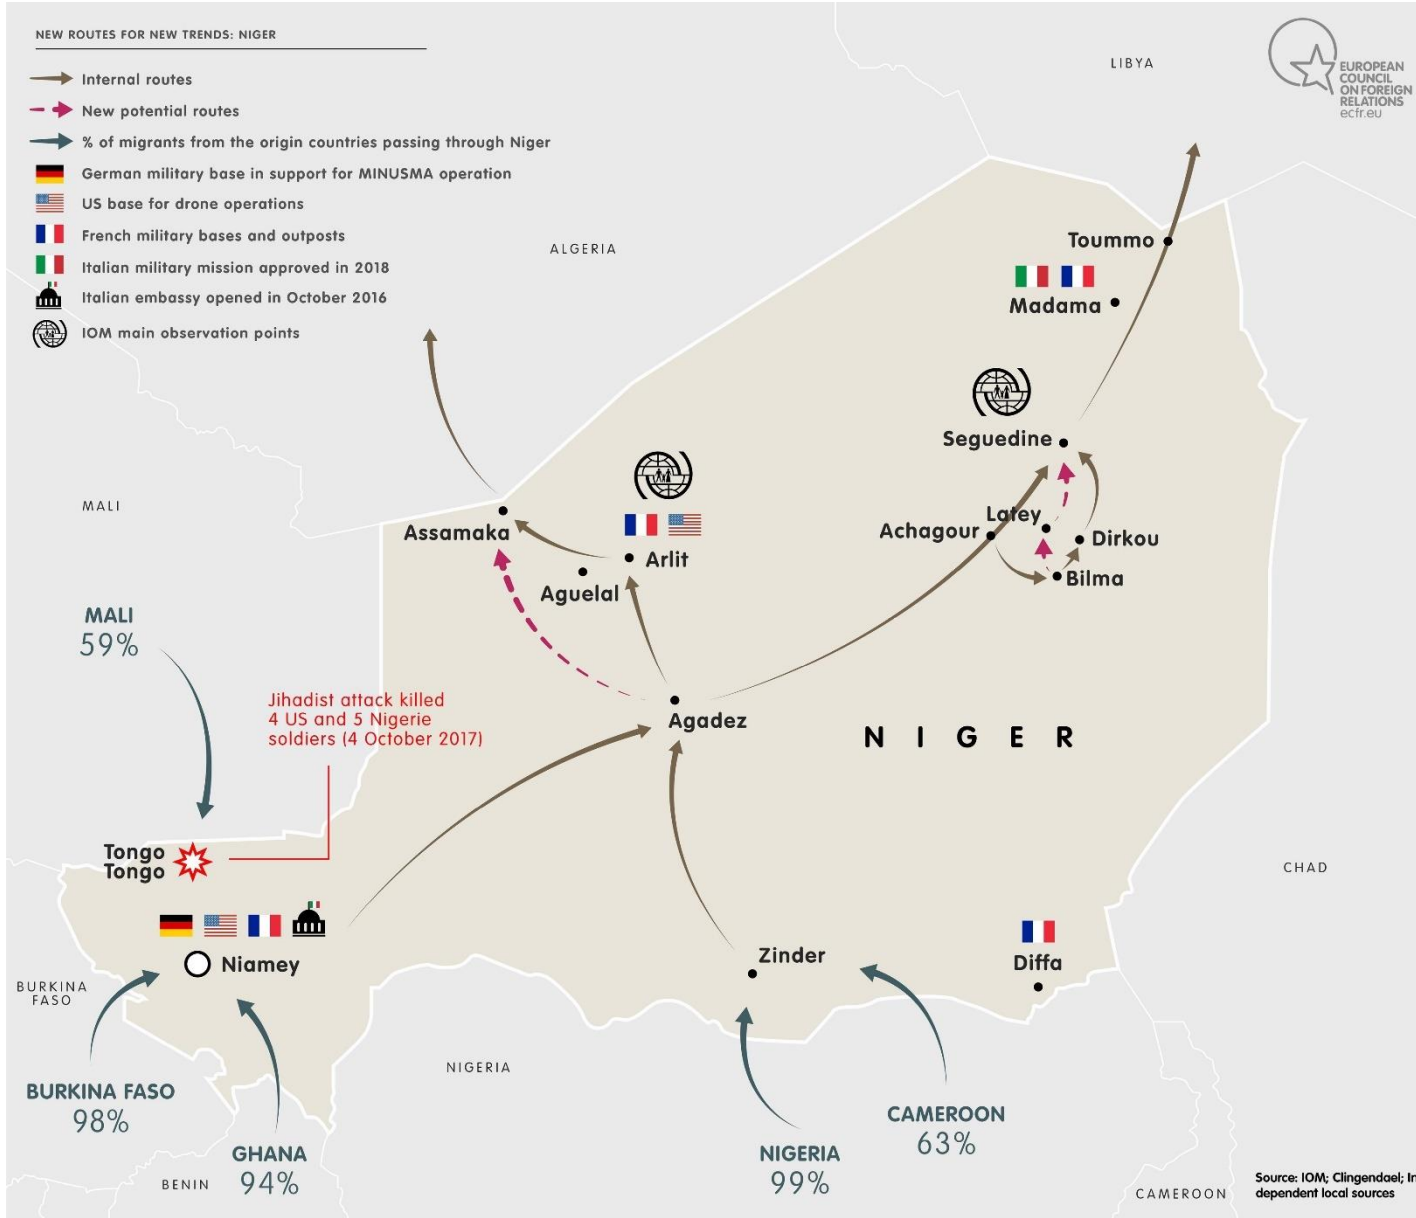 NEW ROUTES FOR NEW TRENDS: NIGER
Internal routes
New potential routes
% of migrants from the origin countries passing through Niger
German military base in support for MINUSMA operation
US base for drone operations
French military bases and outposts
Italian military mission approved in 2018
Italian embassy opened in October 2016
IOM main observation points
EUROPEAN
COUNCIL
ON FOREIGN
RELATIONS
ecfr.eu
LIBYA
ALGERIA
Toummo
Madama
Seguedine
MALI
Assamaka
Arlit
Aguelal
Achagour
Latey
Dirkou
Bilma
MALI
59%
Jihadist attack killed
4 US and 5 Nigerie
soldiers (4 October 2017)
Agadez
NIGER
Tongo
Tongo
CHAD
Niamey
Zinder
Diffa
BURKINA
FASO
NIGERIA
BURKINA FASO
98%
GHANA
94%
NIGERIA
99%
CAMEROON
63%
BENIN
CAMEROON
Source: IOM; Clingendael; In
dependent local sources